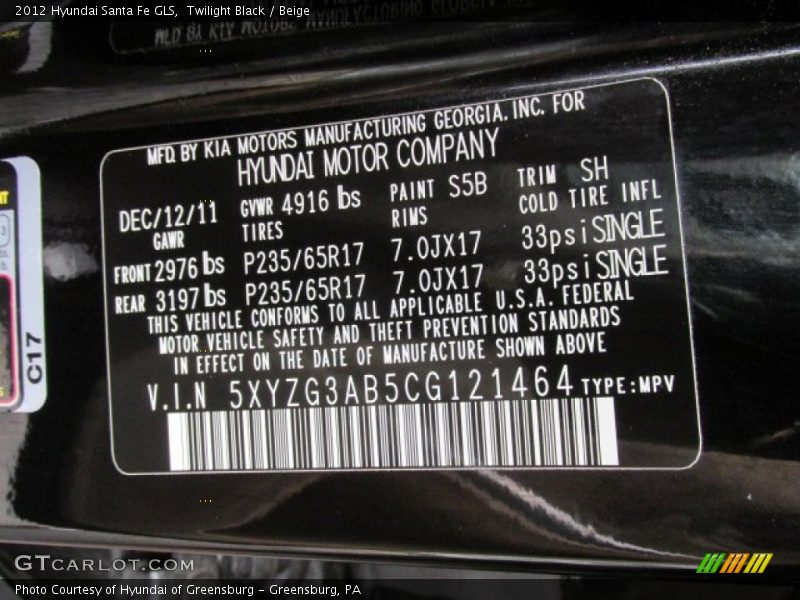 2012 Hyundai Santa Fe GLS, Twilight Black / Beige
MFD. BY KIA MOTORS MANUFACTURING GEORGIA. INC. FOR
HYUNDAI MOTOR COMPANY
DEC/12/11 GVWR 4916 lbs PAINT S5B TRIM SH
GAWR TIRES RIMS COLD TIRE INFL
FRONT 2976 lbs P235/65R17 7.0JX17 33psi SINGLE
REAR 3197 lbs P235/65R17 7.0JX17 33psi SINGLE
THIS VEHICLE CONFORMS TO ALL APPLICABLE U.S.A. FEDERAL
MOTOR VEHICLE SAFETY AND THEFT PREVENTION STANDARDS
IN EFFECT ON THE DATE OF MANUFACTURE SHOWN ABOVE
V.I.N 5XYZG3AB5CG121464 TYPE:MPV
C17
GTCARLOT.COM
Photo Courtesy of Hyundai of Greensburg - Greensburg, PA